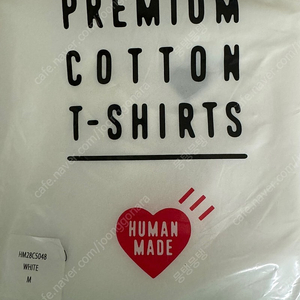 PREMIUM
COTTON
T-SHIRTS
HUMAN
MADE
HM28CS048
WHITE
M